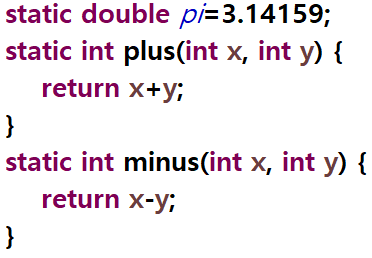 static double pi=3.14159;
static int plus(int x, int y) {
return x+y;
}
static int minus(int x, int y) {
return x-y;
}